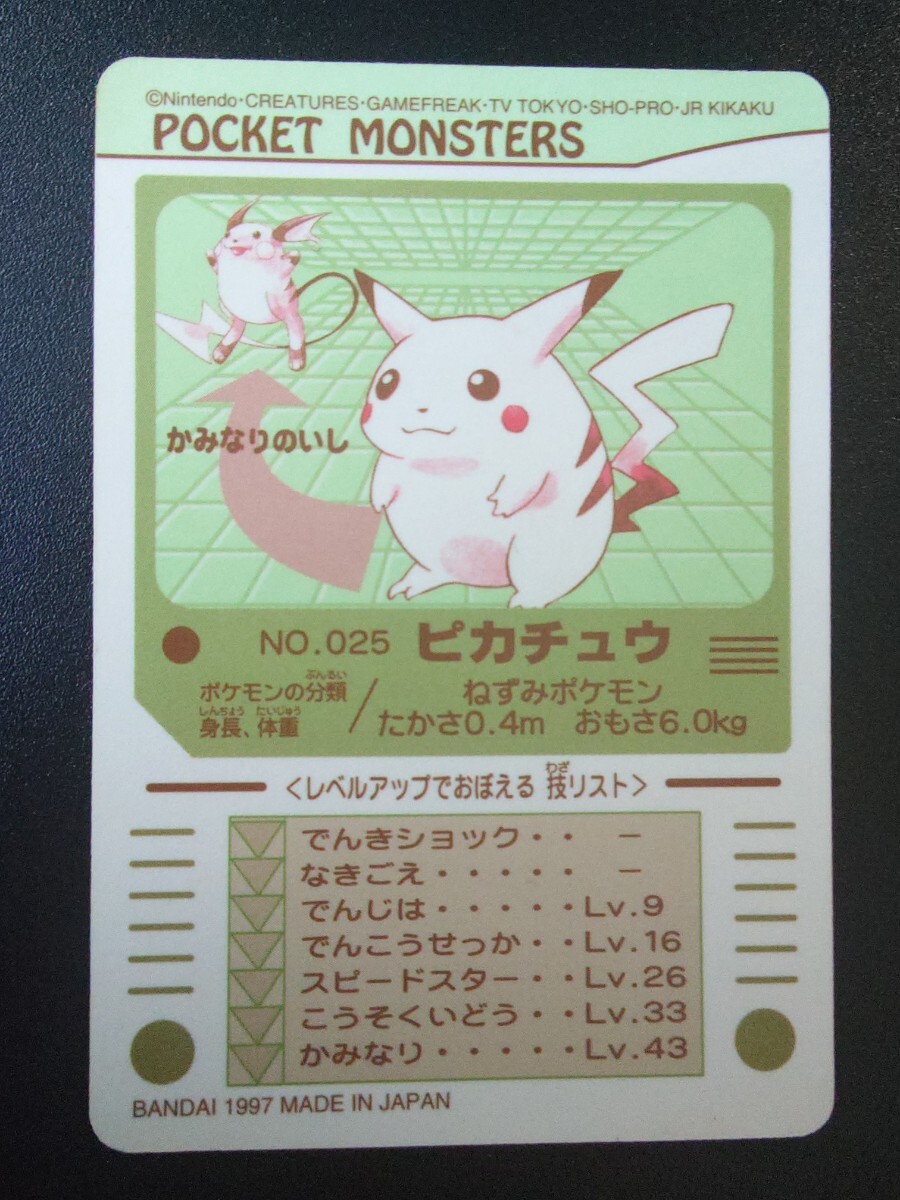 ©Nintendo・CREATURES・GAMEFREAK・TV TOKYO・SHO-PRO・JR KIKAKU
POCKET MONSTERS
かみなりのいし
NO.025 ピカチュウ
ぶんるい
ポケモンの分類 / ねずみポケモン
しんちょう たいじゅう
身長、体重 たかさ0.4m おもさ6.0kg
わざ
<レベルアップでおぼえる 技リスト>
でんきショック・・ －
なきごえ・・・・・ －
でんじは・・・・・Lv.9
でんこうせっか・・Lv.16
スピードスター・・Lv.26
こうそくいどう・・Lv.33
かみなり・・・・・Lv.43
BANDAI 1997 MADE IN JAPAN